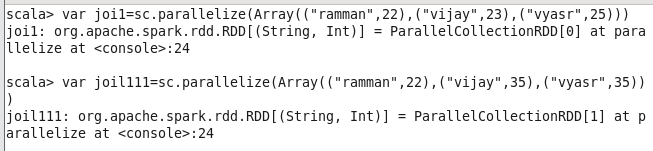 scala> var joi1=sc.parallelize(Array(("ramman",22),("vijay",23),("vyasr",25)))
joi1: org.apache.spark.rdd.RDD[(String, Int)] = ParallelCollectionRDD[0] at para
llelize at <console>:24
scala> var joil111=sc.parallelize(Array(("ramman",22),("vijay",35),("vyasr",35))
)
joil111: org.apache.spark.rdd.RDD[(String, Int)] = ParallelCollectionRDD[1] at p
arallelize at <console>:24